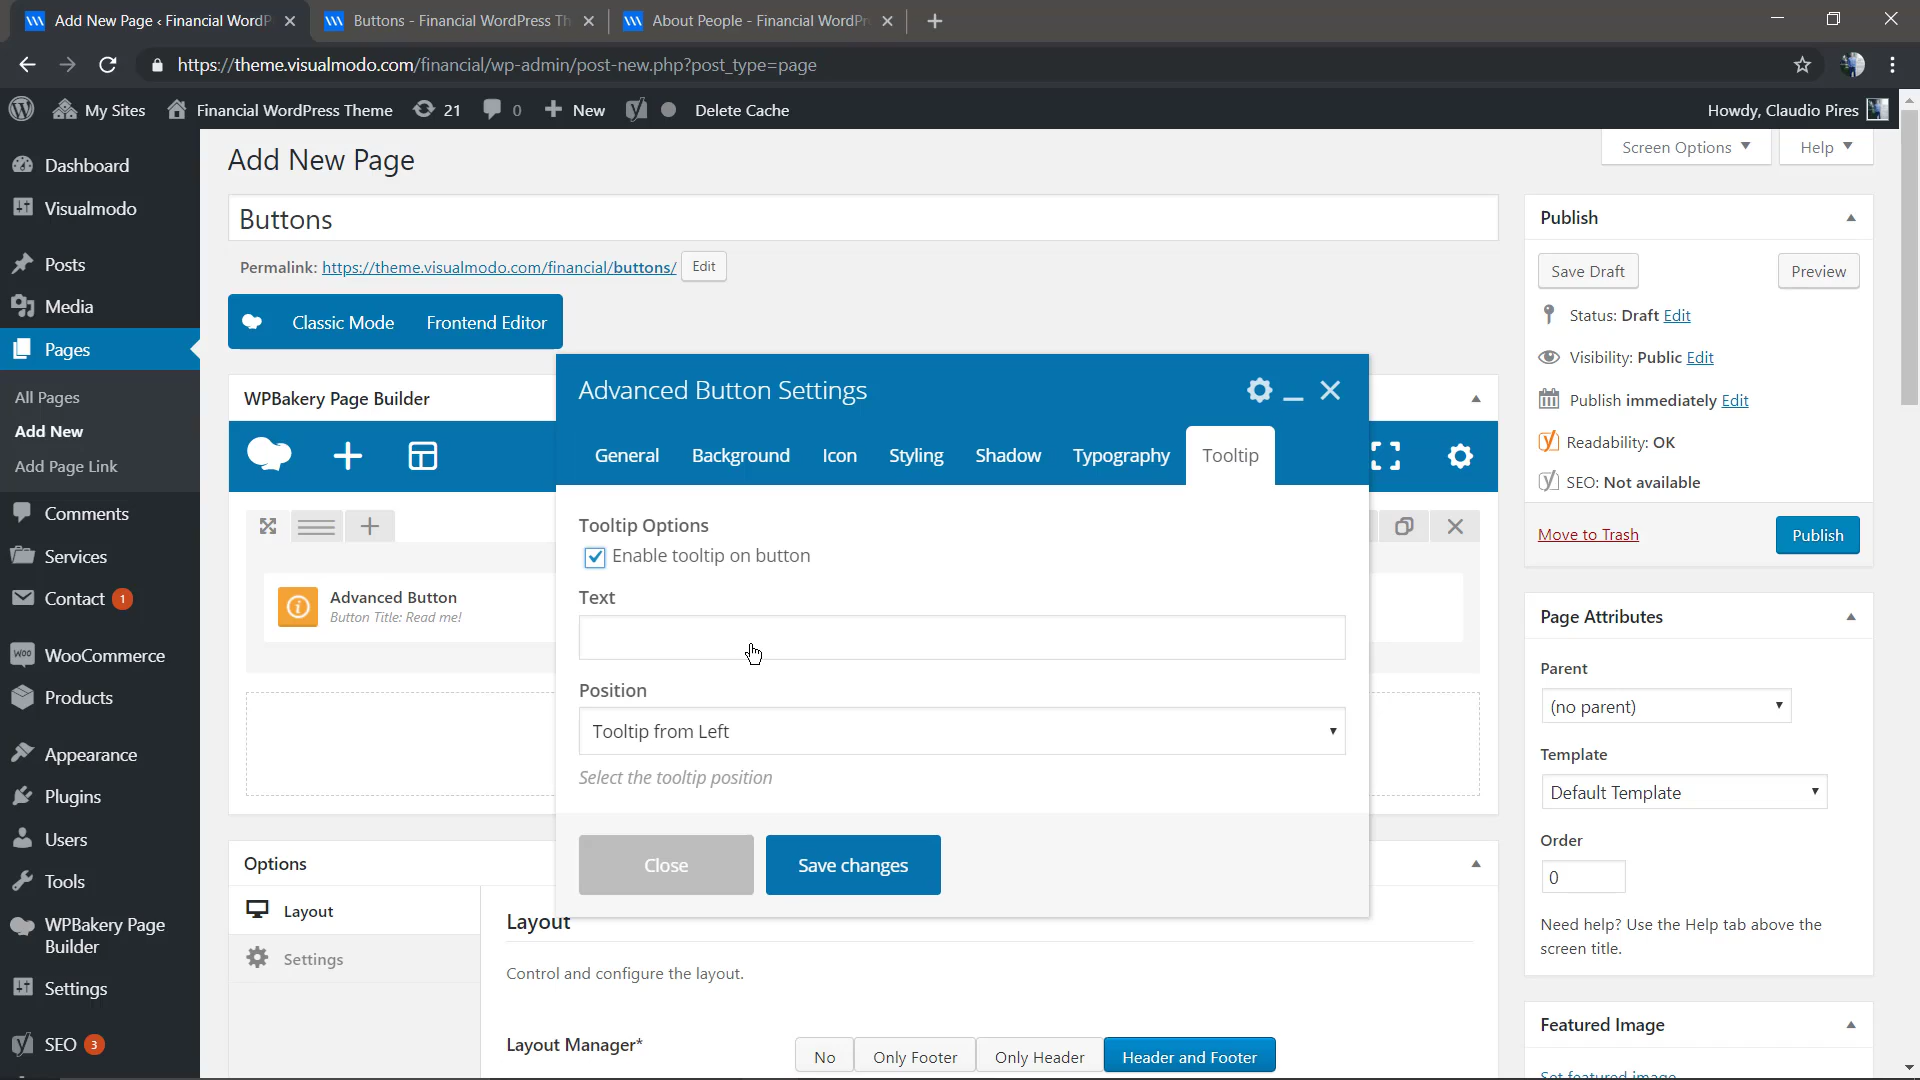 Add New Page ‹ Financial WordP
Buttons - Financial WordPress Th
About People - Financial WordPr
https://theme.visualmodo.com/financial/wp-admin/post-new.php?post_type=page
My Sites
Financial WordPress Theme
21
0
New
Delete Cache
Howdy, Claudio Pires
Dashboard
Visualmodo
Posts
Media
Pages
All Pages
Add New
Add Page Link
Comments
Services
Contact 1
WooCommerce
Products
Appearance
Plugins
Users
Tools
WPBakery Page
Builder
Settings
SEO 3
Add New Page
Screen Options
Help
Buttons
Permalink: https://theme.visualmodo.com/financial/buttons/ Edit
Classic Mode
Frontend Editor
WPBakery Page Builder
Advanced Button
Button Title: Read me!
Advanced Button Settings
General
Background
Icon
Styling
Shadow
Typography
Tooltip
Tooltip Options
Enable tooltip on button
Text
Position
Tooltip from Left
Select the tooltip position
Close
Save changes
Options
Layout
Settings
Layout
Control and configure the layout.
Layout Manager*
No
Only Footer
Only Header
Header and Footer
Publish
Save Draft
Preview
Status: Draft Edit
Visibility: Public Edit
Publish immediately Edit
Readability: OK
SEO: Not available
Move to Trash
Publish
Page Attributes
Parent
(no parent)
Template
Default Template
Order
0
Need help? Use the Help tab above the
screen title.
Featured Image
Set featured image